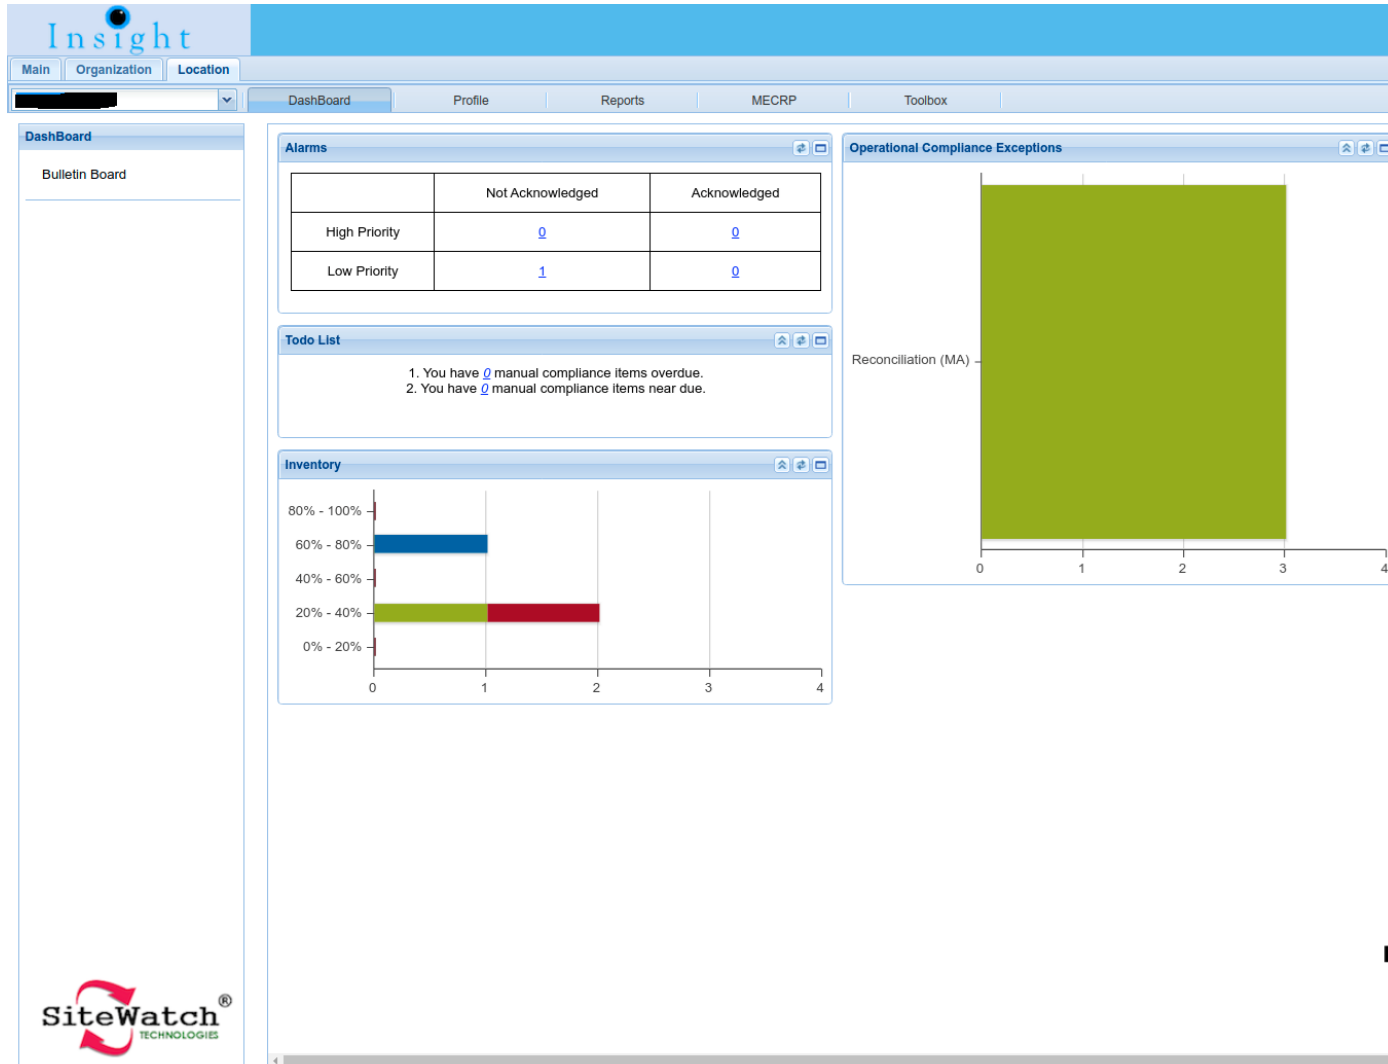 Insight
Main Organization Location
DashBoard Profile Reports MECRP Toolbox
DashBoard
Bulletin Board
Alarms
Not Acknowledged Acknowledged
High Priority 0 0
Low Priority 1 0
Todo List
1. You have 0 manual compliance items overdue.
2. You have 0 manual compliance items near due.
Inventory
80% - 100%
60% - 80%
40% - 60%
20% - 40%
0% - 20%
0 1 2 3 4
Operational Compliance Exceptions
Reconciliation (MA)
0 1 2 3 4
SiteWatch®
TECHNOLOGIES